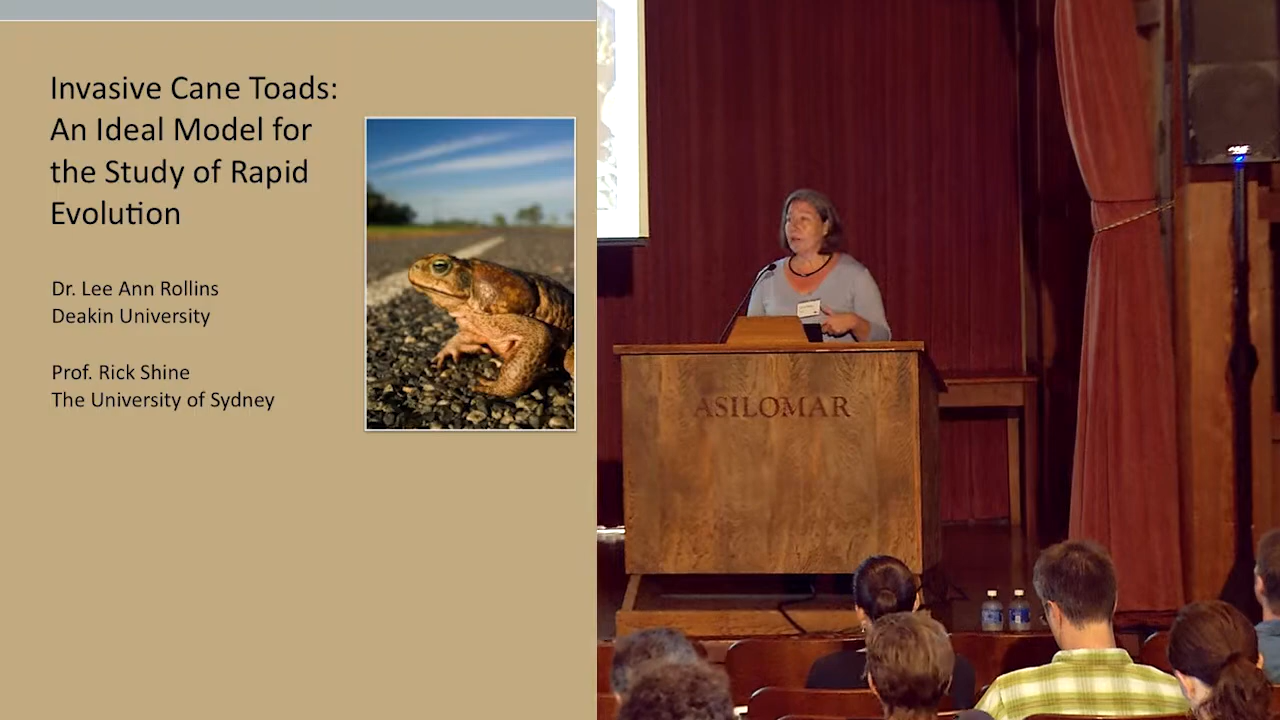 Invasive Cane Toads:
An Ideal Model for
the Study of Rapid
Evolution
Dr. Lee Ann Rollins
Deakin University
Prof. Rick Shine
The University of Sydney
ASILOMAR